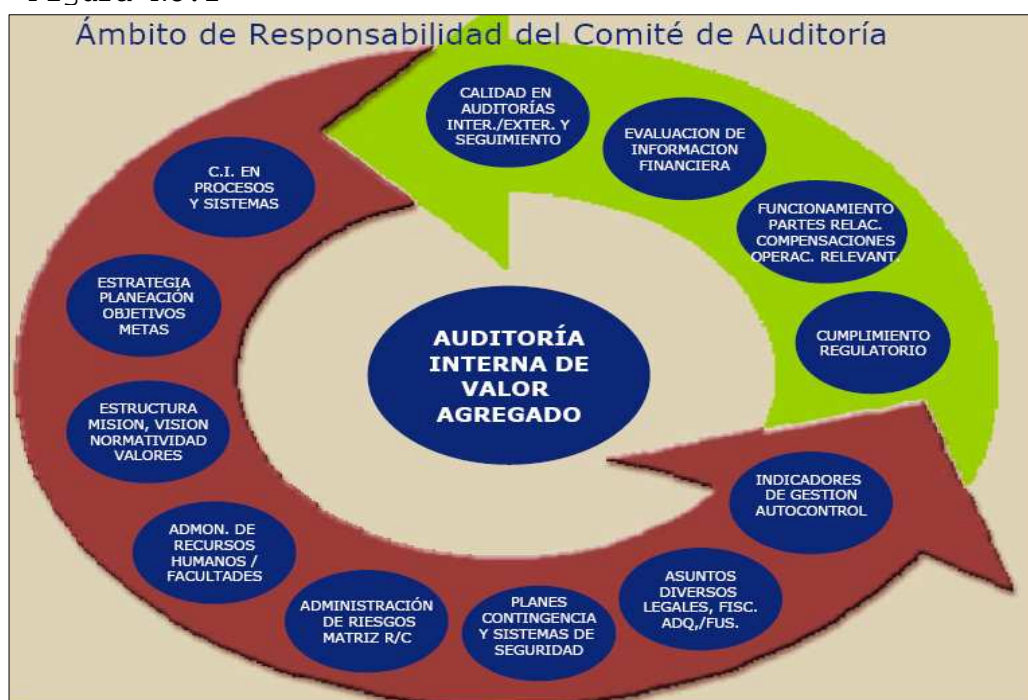 Ámbito de Responsabilidad del Comité de Auditoría
CALIDAD EN
AUDITORÍAS
INTER./EXTER. Y
SEGUIMIENTO
EVALUACION DE
INFORMACION
FINANCIERA
FUNCIONAMIENTO
PARTES RELAC.
COMPENSACIONES
OPERAC. RELEVANT.
CUMPLIMIENTO
REGULATORIO
C.I. EN
PROCESOS
Y SISTEMAS
ESTRATEGIA
PLANEACIÓN
OBJETIVOS
METAS
ESTRUCTURA
MISION, VISION
NORMATIVIDAD
VALORES
ADMON. DE
RECURSOS
HUMANOS /
FACULTADES
ADMINISTRACIÓN
DE RIESGOS
MATRIZ R/C
PLANES
CONTINGENCIA
Y SISTEMAS DE
SEGURIDAD
ASUNTOS
DIVERSOS
LEGALES, FISC.
ADQ,/FUS.
INDICADORES
DE GESTION
AUTOCONTROL
AUDITORÍA
INTERNA DE
VALOR
AGREGADO